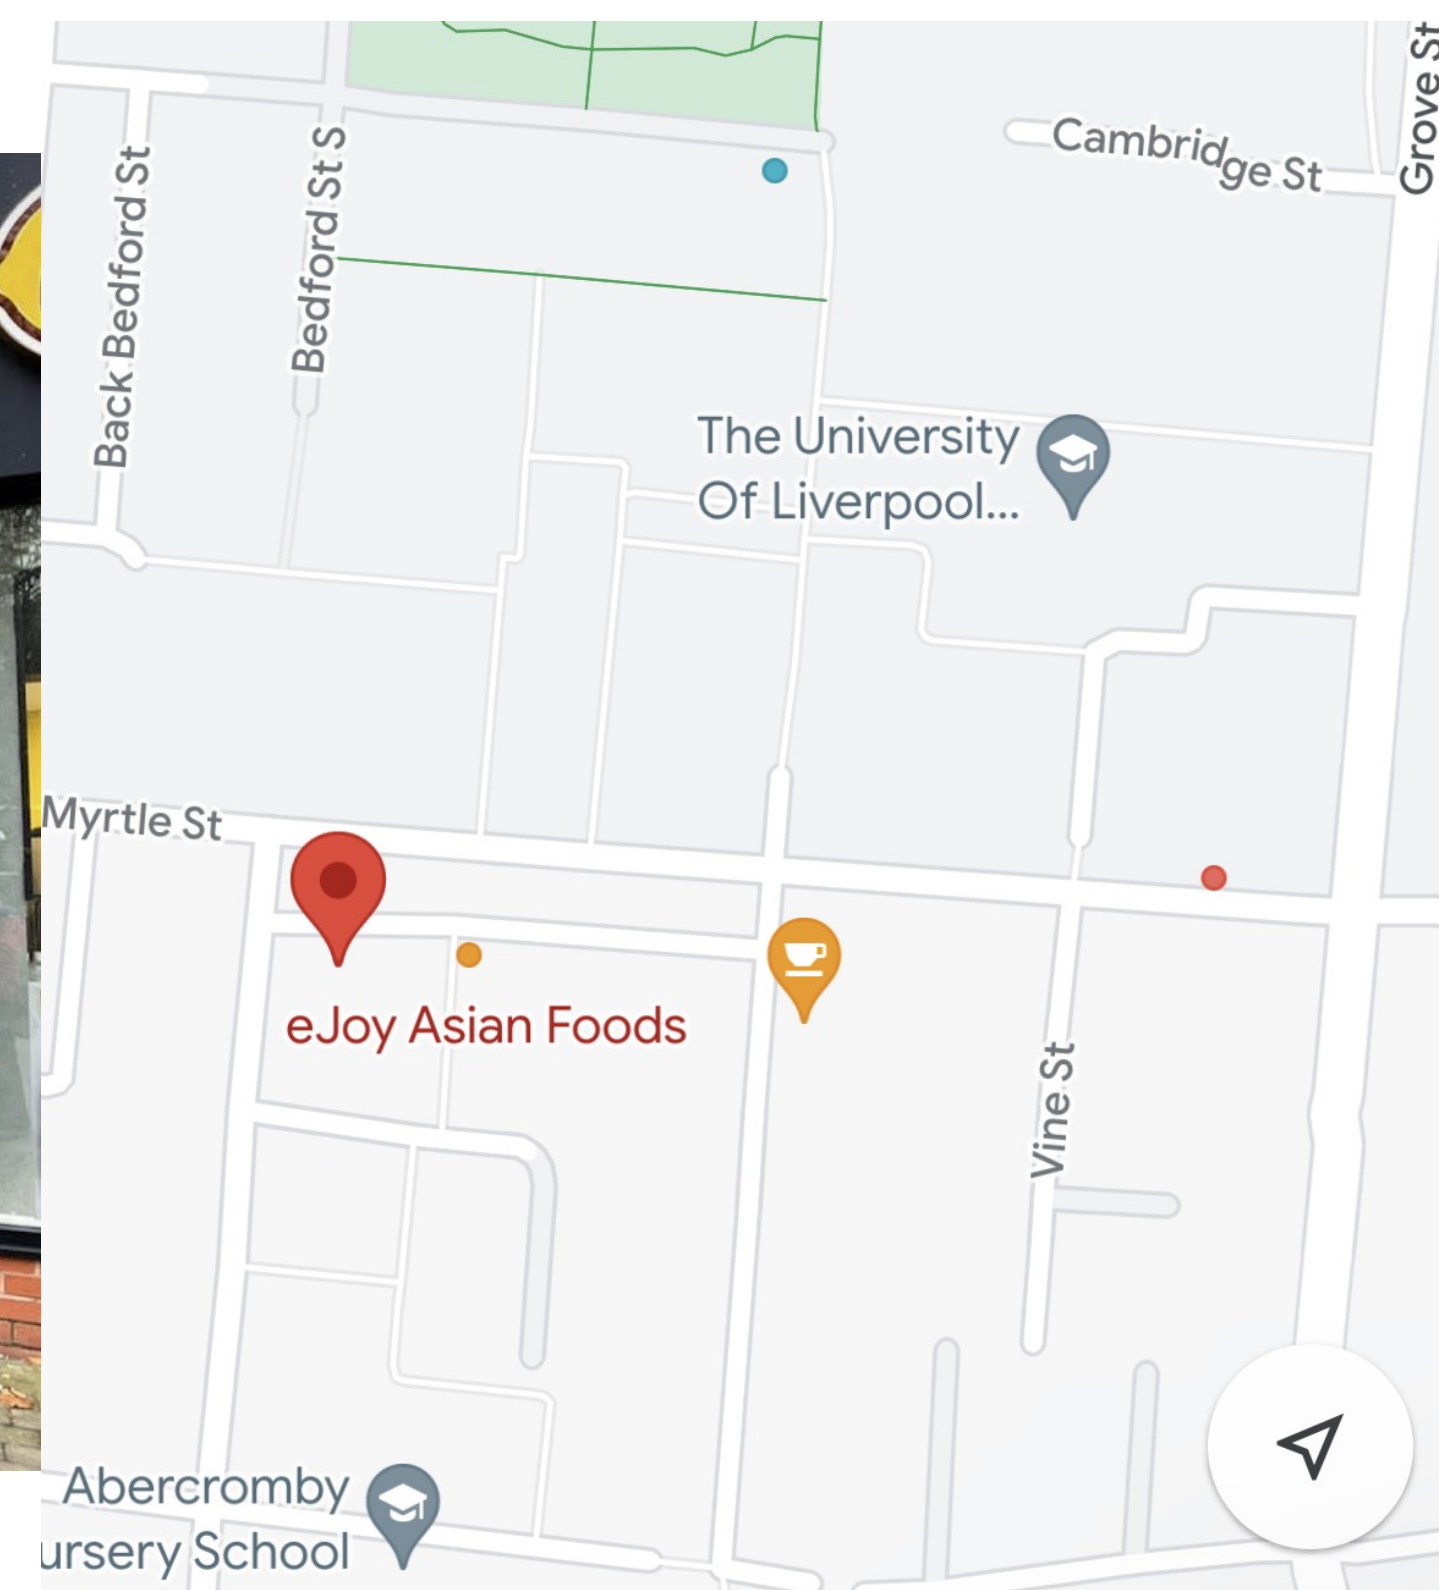 Grove St
Cambridge St
Back Bedford St
Bedford St S
The University
Of Liverpool...
Myrtle St
eJoy Asian Foods
Vine St
Abercromby
ursery School